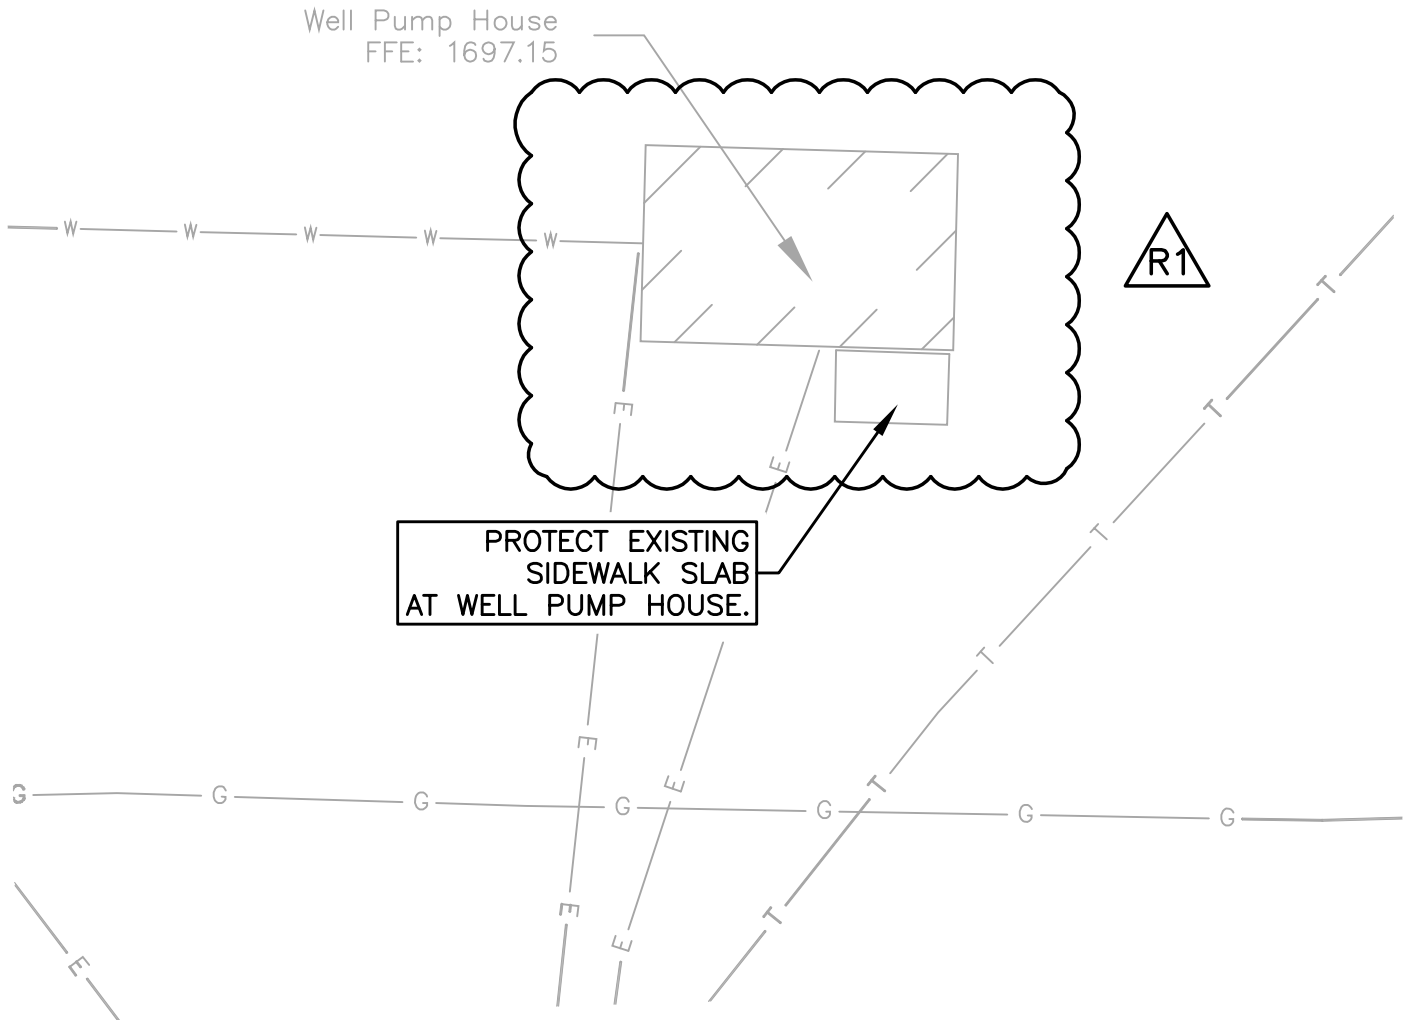 Well Pump House
FFE: 1697.15
W W W W W
R1
T
T
T
T
T
T
E
E
PROTECT EXISTING
SIDEWALK SLAB
AT WELL PUMP HOUSE.
E
E
G G G G G G G
E
E
E